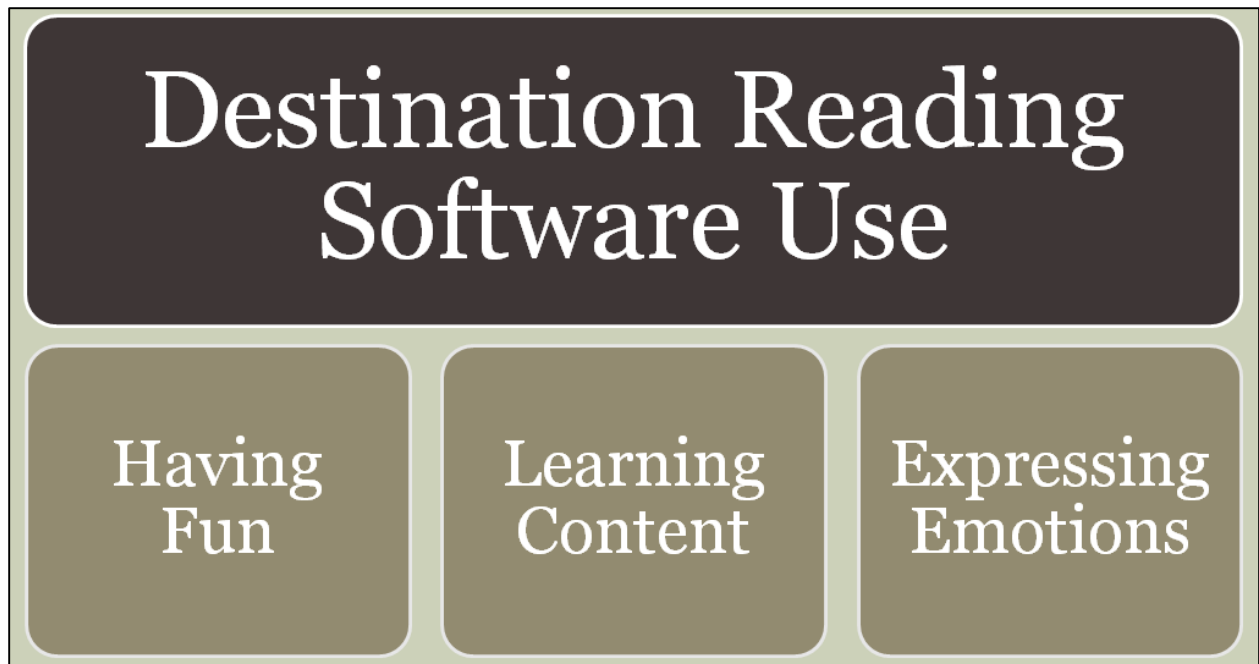 Destination Reading
Software Use
Having
Fun
Learning
Content
Expressing
Emotions